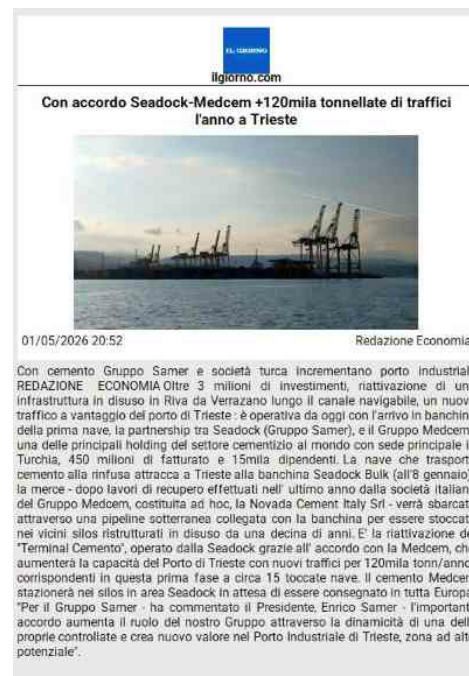 IL GIORNO
ilgiorno.com
Con accordo Seadock-Medcem +120mila tonnellate di traffici
l'anno a Trieste
01/05/2026 20:52
Redazione Economia
Con cemento Gruppo Samer e società turca incrementano porto industrial
REDAZIONE ECONOMIA Oltre 3 milioni di investimenti, riattivazione di un
infrastruttura in disuso in Riva da Verrazano lungo il canale navigabile, un nuov
traffico a vantaggio del porto di Trieste : è operativa da oggi con l'arrivo in banchin
della prima nave, la partnership tra Seadock (Gruppo Samer), e il Gruppo Medcem
una delle principali holding del settore cementizio al mondo con sede principale i
Turchia, 450 milioni di fatturato e 15mila dipendenti. La nave che trasport
cemento alla rinfusa attracca a Trieste alla banchina Seadock Bulk (all'8 gennaio)
la merce - dopo lavori di recupero effettuati nell' ultimo anno dalla società italian
del Gruppo Medcem, costituita ad hoc, la Novada Cement Italy Srl - verrà sbarcat
attraverso una pipeline sotterranea collegata con la banchina per essere stoccat
nei vicini silos ristrutturati in disuso da una decina di anni. E' la riattivazione de
"Terminal Cemento", operato dalla Seadock grazie all' accordo con la Medcem, ch
aumenterà la capacità del Porto di Trieste con nuovi traffici per 120mila tonn/anno
corrispondenti in questa prima fase a circa 15 toccate nave. Il cemento Medcer
stazionerà nei silos in area Seadock in attesa di essere consegnato in tutta Europa
"Per il Gruppo Samer - ha commentato il Presidente, Enrico Samer - l'important
accordo aumenta il ruolo del nostro Gruppo attraverso la dinamicità di una dell
proprie controllate e crea nuovo valore nel Porto Industriale di Trieste, zona ad alt
potenziale".